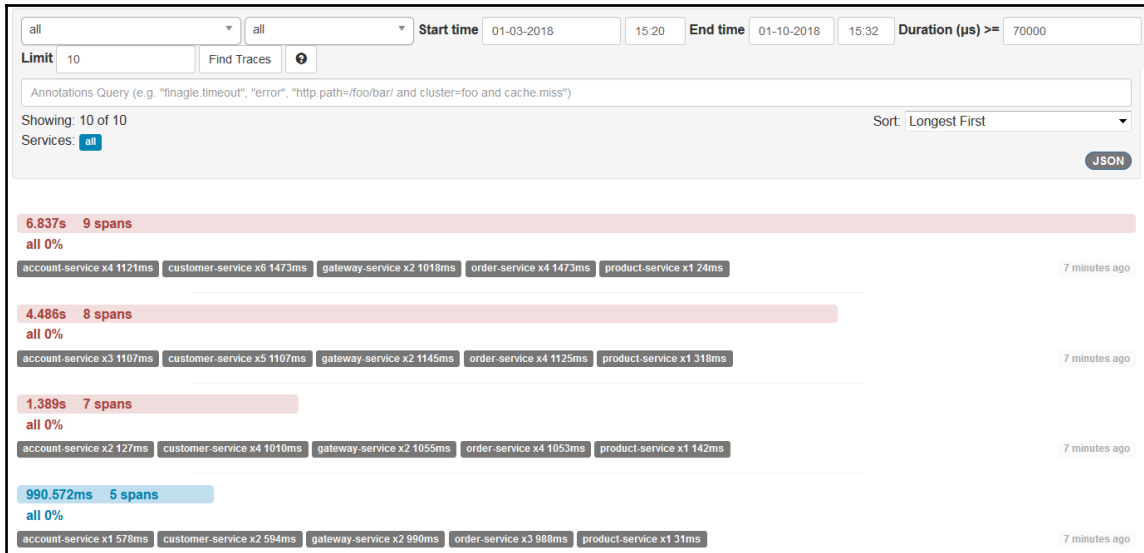 all all Start time 01-03-2018 15:20 End time 01-10-2018 15:32 Duration (μs) >= 70000
Limit 10 Find Traces ?
Annotations Query (e.g. "finagle.timeout", "error", "http.path=/foo/bar/ and cluster=foo and cache.miss")
Showing: 10 of 10 Sort: Longest First
Services: all
JSON
6.837s 9 spans
all 0%
account-service x4 1121ms customer-service x6 1473ms gateway-service x2 1018ms order-service x4 1473ms product-service x1 24ms 7 minutes ago
4.486s 8 spans
all 0%
account-service x3 1107ms customer-service x5 1107ms gateway-service x2 1145ms order-service x4 1125ms product-service x1 318ms 7 minutes ago
1.389s 7 spans
all 0%
account-service x2 127ms customer-service x4 1010ms gateway-service x2 1055ms order-service x4 1053ms product-service x1 142ms 7 minutes ago
990.572ms 5 spans
all 0%
account-service x1 578ms customer-service x2 594ms gateway-service x2 990ms order-service x3 988ms product-service x1 31ms 7 minutes ago